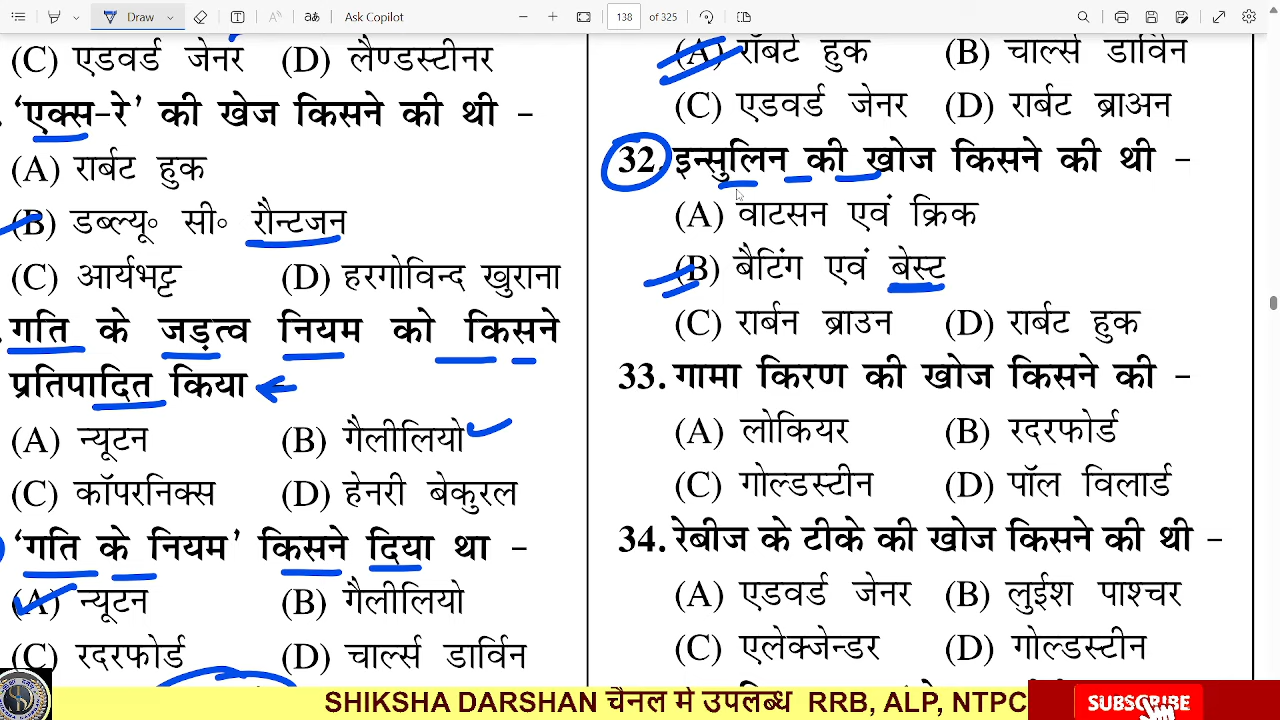 Draw
Ask Copilot
138 of 325
(C) एडवर्ड जेनर (D) लैण्डस्टीनर
'एक्स-रे' की खेज किसने की थी -
(A) रार्बट हुक
(B) डब्ल्यू॰ सी॰ रौन्टजन
(C) आर्यभट्ट (D) हरगोविन्द खुराना
गति के जड़त्व नियम को किसने
प्रतिपादित किया -
(A) न्यूटन (B) गैलीलियो
(C) कॉपरनिक्स (D) हेनरी बेकुरल
'गति के नियम' किसने दिया था -
(A) न्यूटन (B) गैलीलियो
(C) रदरफोर्ड (D) चार्ल्स डार्विन
(A) रॉबर्ट हुक (B) चार्ल्स डार्विन
(C) एडवर्ड जेनर (D) रार्बट ब्राअन
32. इन्सुलिन की खोज किसने की थी -
(A) वाटसन एवं क्रिक
(B) बैटिंग एवं बेस्ट
(C) रार्बन ब्राउन (D) रार्बट हुक
33. गामा किरण की खोज किसने की -
(A) लोकियर (B) रदरफोर्ड
(C) गोल्डस्टीन (D) पॉल विलार्ड
34. रेबीज के टीके की खोज किसने की थी -
(A) एडवर्ड जेनर (B) लुईश पाश्चर
(C) एलेक्जेन्डर (D) गोल्डस्टीन
SHIKSHA DARSHAN चैनल मे उपलब्ध RRB, ALP, NTPC
SUBSCRIBE